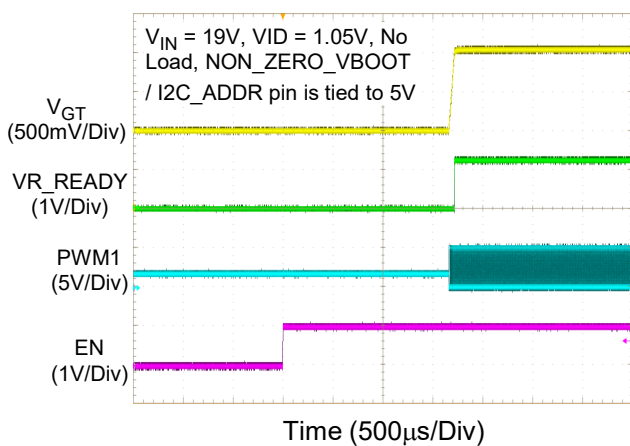 V_IN = 19V, VID = 1.05V, No
Load, NON_ZERO_VBOOT
/ I2C_ADDR pin is tied to 5V
V_GT
(500mV/Div)
VR_READY
(1V/Div)
PWM1
(5V/Div)
EN
(1V/Div)
Time (500μs/Div)